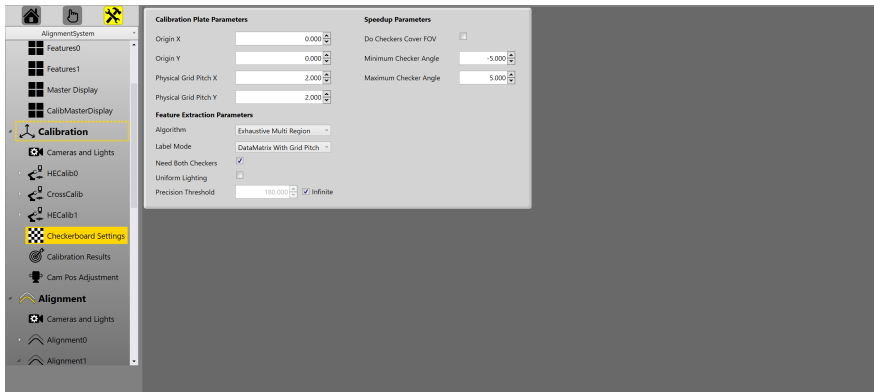 AlignmentSystem
Features0
Features1
Master Display
CalibMasterDisplay
Calibration
Cameras and Lights
HECalib0
CrossCalib
HECalib1
Checkerboard Settings
Calibration Results
Cam Pos Adjustment
Alignment
Cameras and Lights
Alignment0
Alignment1
Calibration Plate Parameters
Origin X 0.000
Origin Y 0.000
Physical Grid Pitch X 2.000
Physical Grid Pitch Y 2.000
Feature Extraction Parameters
Algorithm Exhaustive Multi Region
Label Mode DataMatrix With Grid Pitch
Need Both Checkers
Uniform Lighting
Precision Threshold 180.000 Infinite
Speedup Parameters
Do Checkers Cover FOV
Minimum Checker Angle -5.000
Maximum Checker Angle 5.000